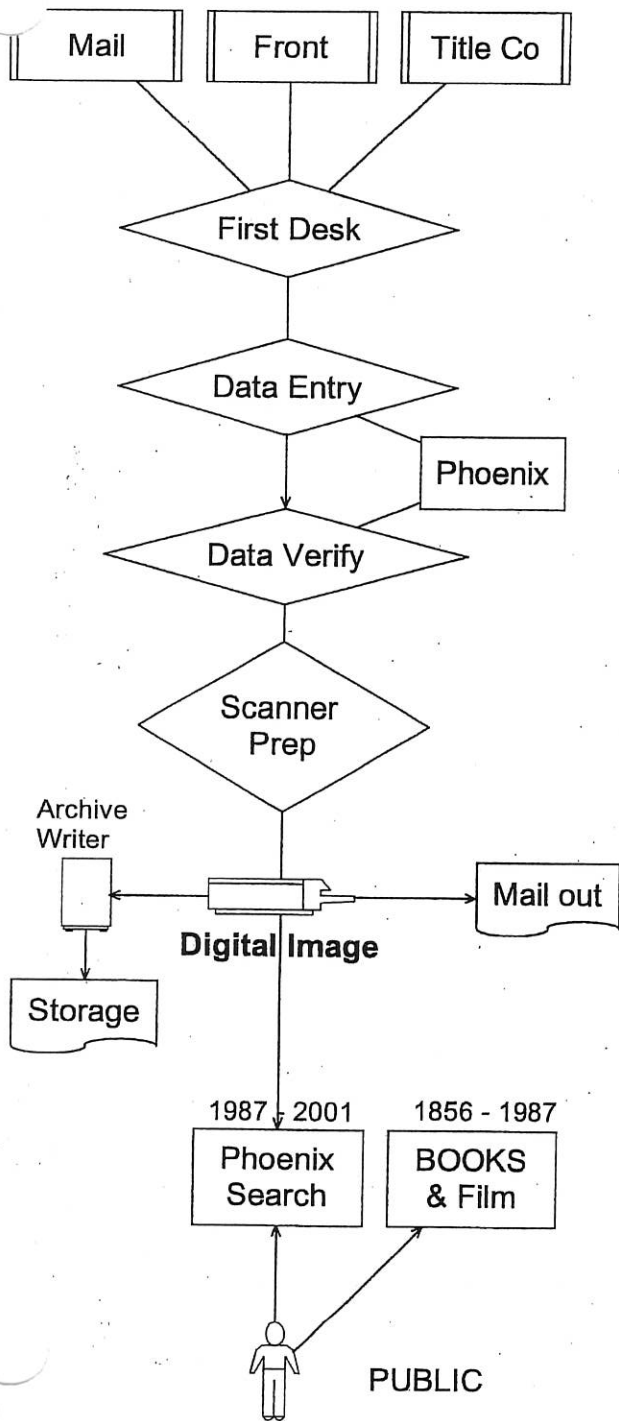 Mail
Front
Title Co
First Desk
Data Entry
Phoenix
Data Verify
Scanner
Prep
Archive
Writer
Mail out
Digital Image
Storage
1987 - 2001
1856 - 1987
Phoenix
Search
BOOKS
& Film
PUBLIC